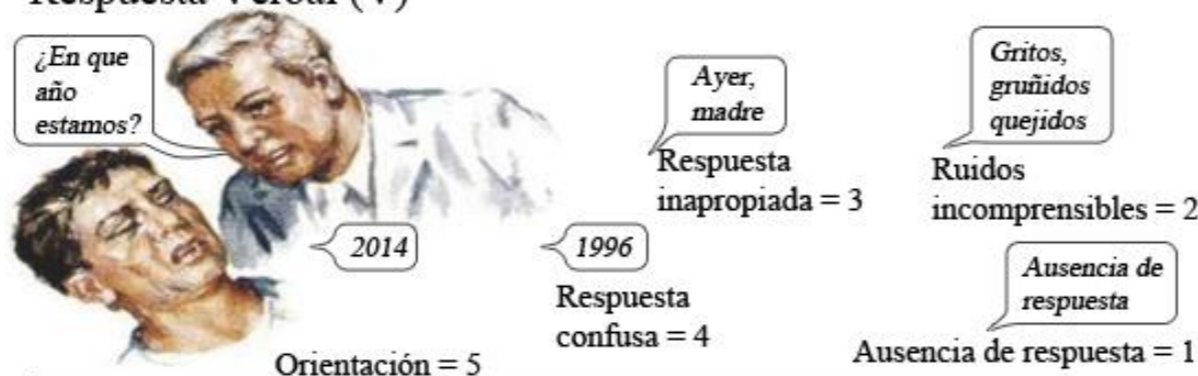 Respuesta Verbal (V)
¿En que
año
estamos?
Ayer,
madre
Respuesta
inapropiada = 3
Gritos,
gruñidos
quejidos
Ruidos
incomprensibles = 2
2014
Orientación = 5
1996
Respuesta
confusa = 4
Ausencia de
respuesta
Ausencia de respuesta = 1